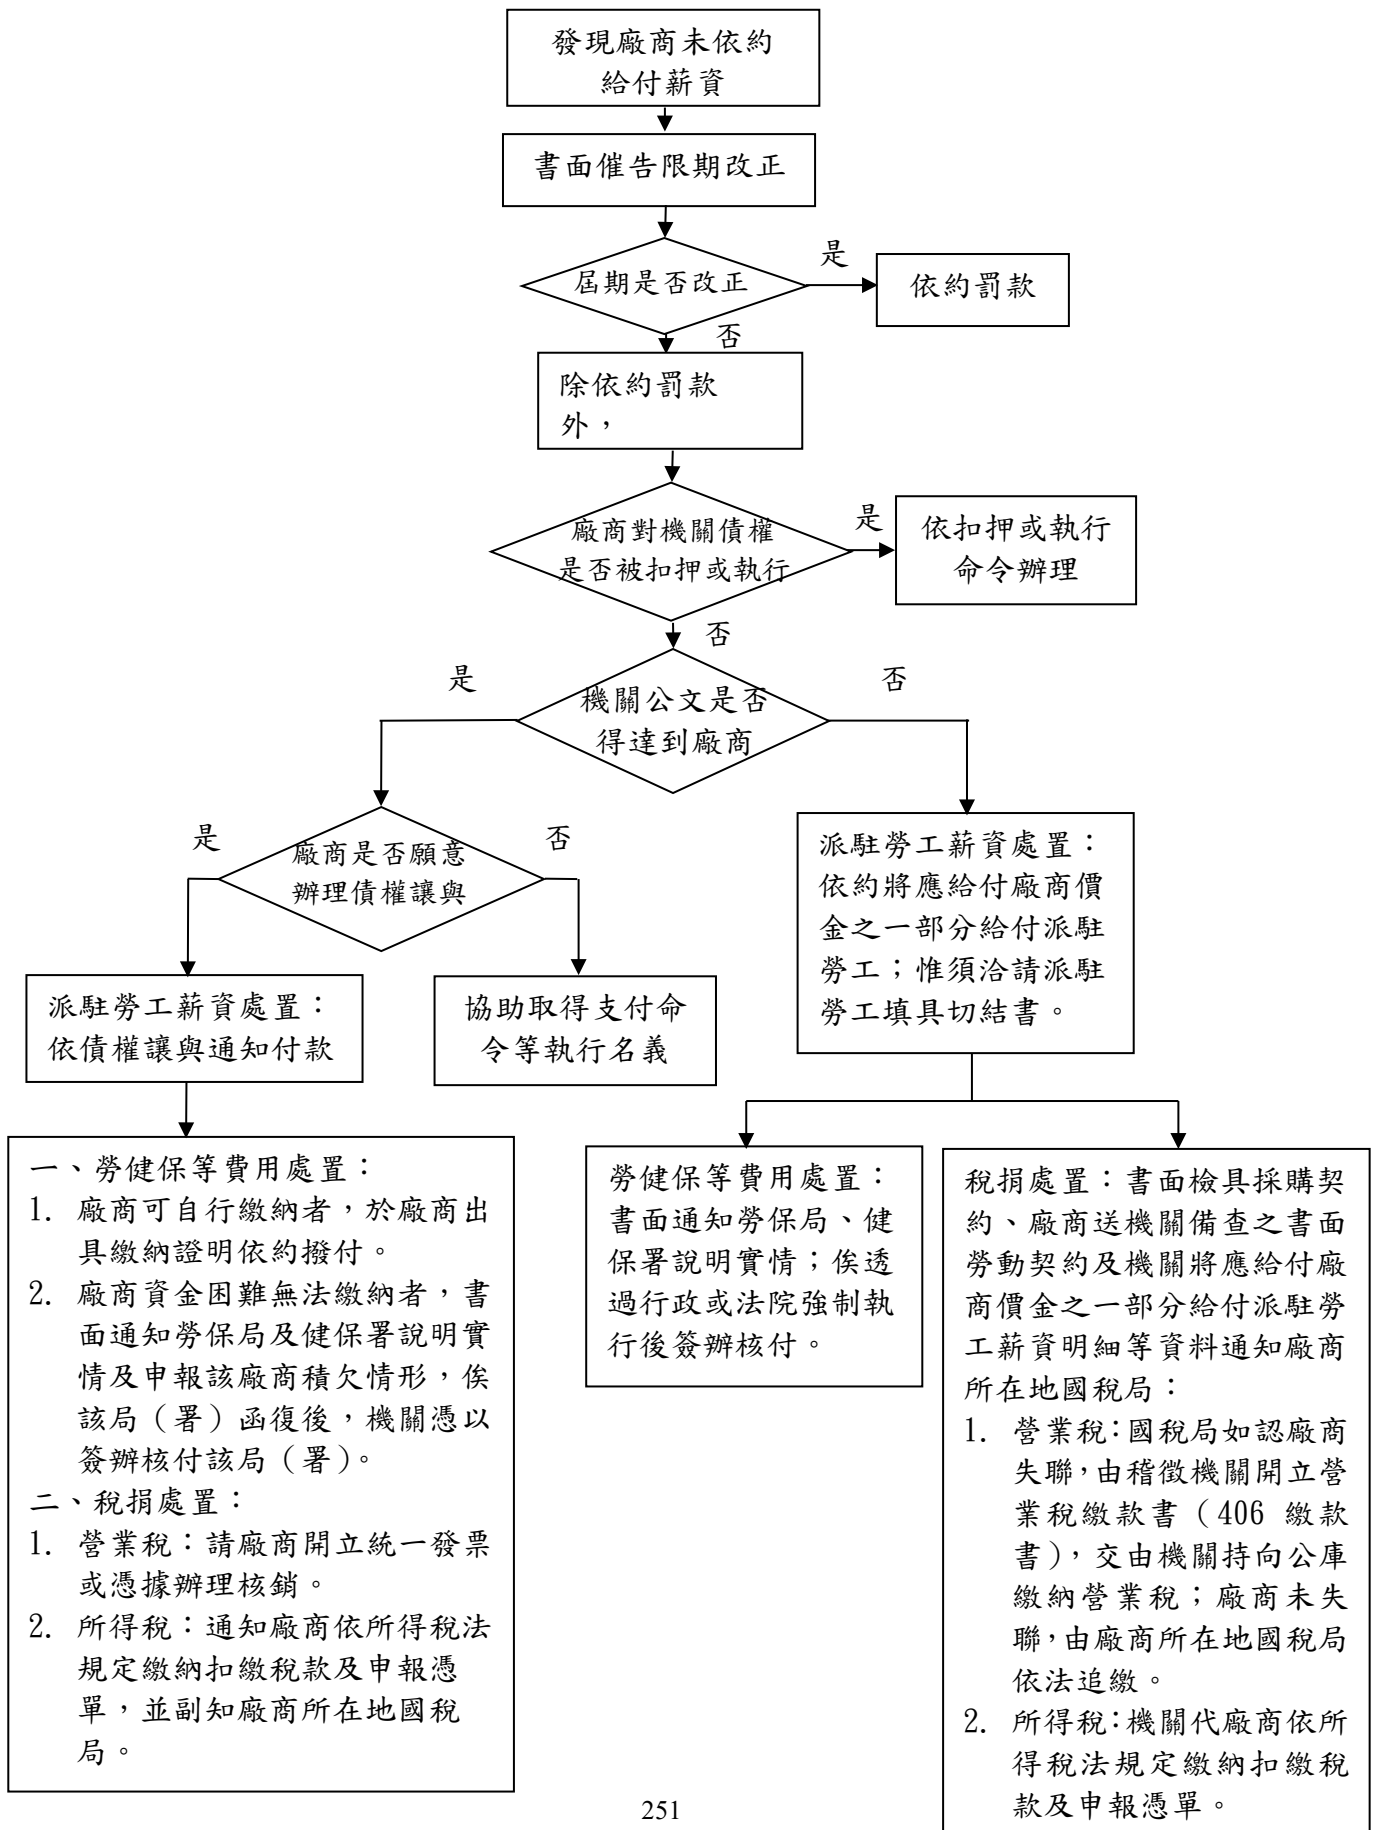 發現廠商未依約
給付薪資
書面催告限期改正
屆期是否改正
是
依約罰款
否
除依約罰款
外，
廠商對機關債權
是否被扣押或執行
是
依扣押或執行
命令辦理
否
機關公文是否
得達到廠商
是
否
廠商是否願意
辦理債權讓與
是
否
派駐勞工薪資處置：
依約將應給付廠商價
金之一部分給付派駐
勞工；惟須洽請派駐
勞工填具切結書。
派駐勞工薪資處置：
依債權讓與通知付款
協助取得支付命
令等執行名義
一、勞健保等費用處置：
1. 廠商可自行繳納者，於廠商出
具繳納證明依約撥付。
2. 廠商資金困難無法繳納者，書
面通知勞保局及健保署說明實
情及申報該廠商積欠情形，俟
該局（署）函復後，機關憑以
簽辦核付該局（署）。
二、稅捐處置：
1. 營業稅：請廠商開立統一發票
或憑據辦理核銷。
2. 所得稅：通知廠商依所得稅法
規定繳納扣繳稅款及申報憑
單，並副知廠商所在地國稅
局。
勞健保等費用處置：
書面通知勞保局、健
保署說明實情；俟透
過行政或法院強制執
行後簽辦核付。
稅捐處置：書面檢具採購契
約、廠商送機關備查之書面
勞動契約及機關將應給付廠
商價金之一部分給付派駐勞
工薪資明細等資料通知廠商
所在地國稅局：
1. 營業稅：國稅局如認廠商
失聯，由稽徵機關開立營
業稅繳款書（406 繳款
書），交由機關持向公庫
繳納營業稅；廠商未失
聯，由廠商所在地國稅局
依法追繳。
2. 所得稅：機關代廠商依所
得稅法規定繳納扣繳稅
款及申報憑單。
251